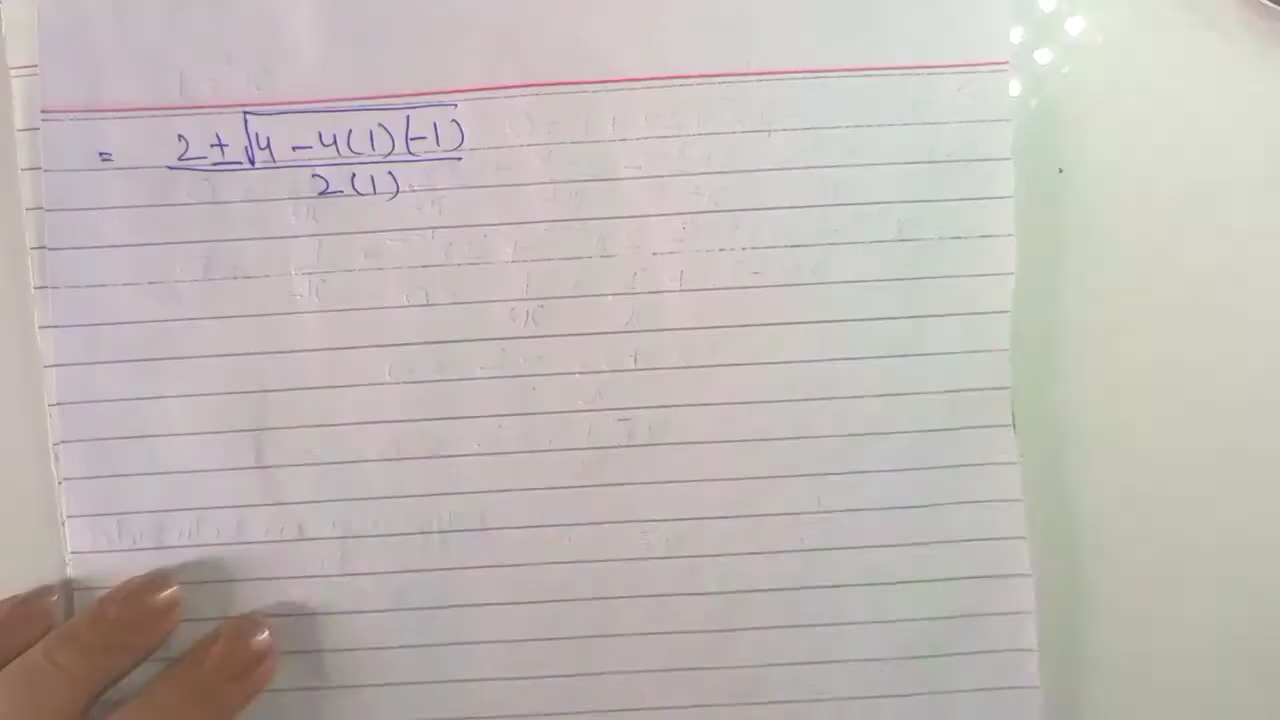 = 2 ± √4 - 4(1)(-1)
2(1)